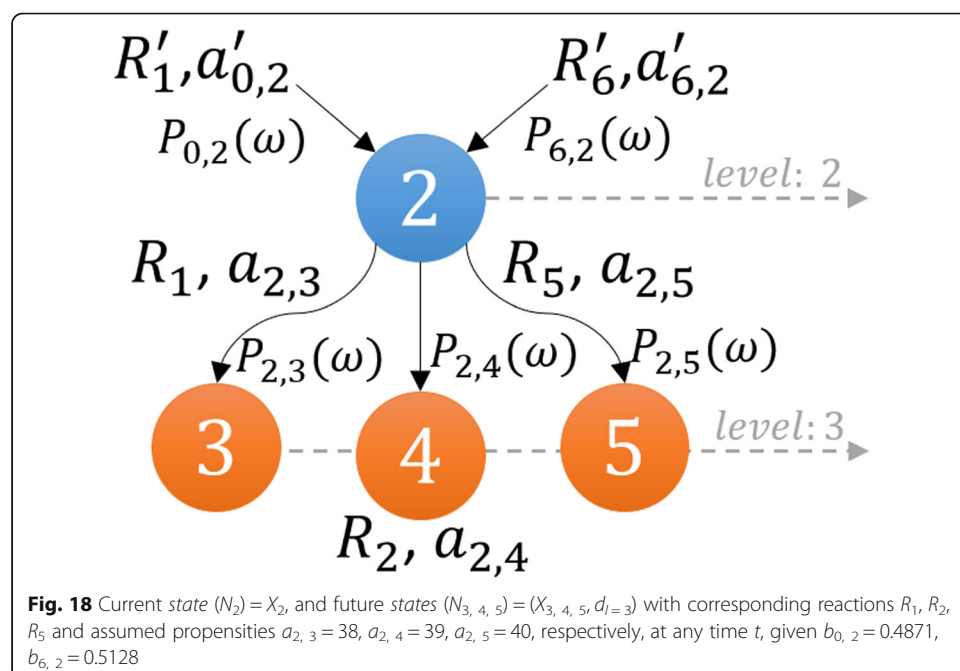 R′₁,a′₀,₂ R′₆,a′₆,₂
P₀,₂(ω) P₆,₂(ω)
2 level: 2
R₁, a₂,₃ R₅, a₂,₅
P₂,₃(ω) P₂,₄(ω) P₂,₅(ω)
3 4 5 level: 3
R₂, a₂,₄
Fig. 18 Current state (N₂) = X₂, and future states (N₃, ₄, ₅) = (X₃, ₄, ₅, dₗ₌₃) with corresponding reactions R₁, R₂,
R₅ and assumed propensities a₂, ₃ = 38, a₂, ₄ = 39, a₂, ₅ = 40, respectively, at any time t, given b₀, ₂ = 0.4871,
b₆, ₂ = 0.5128